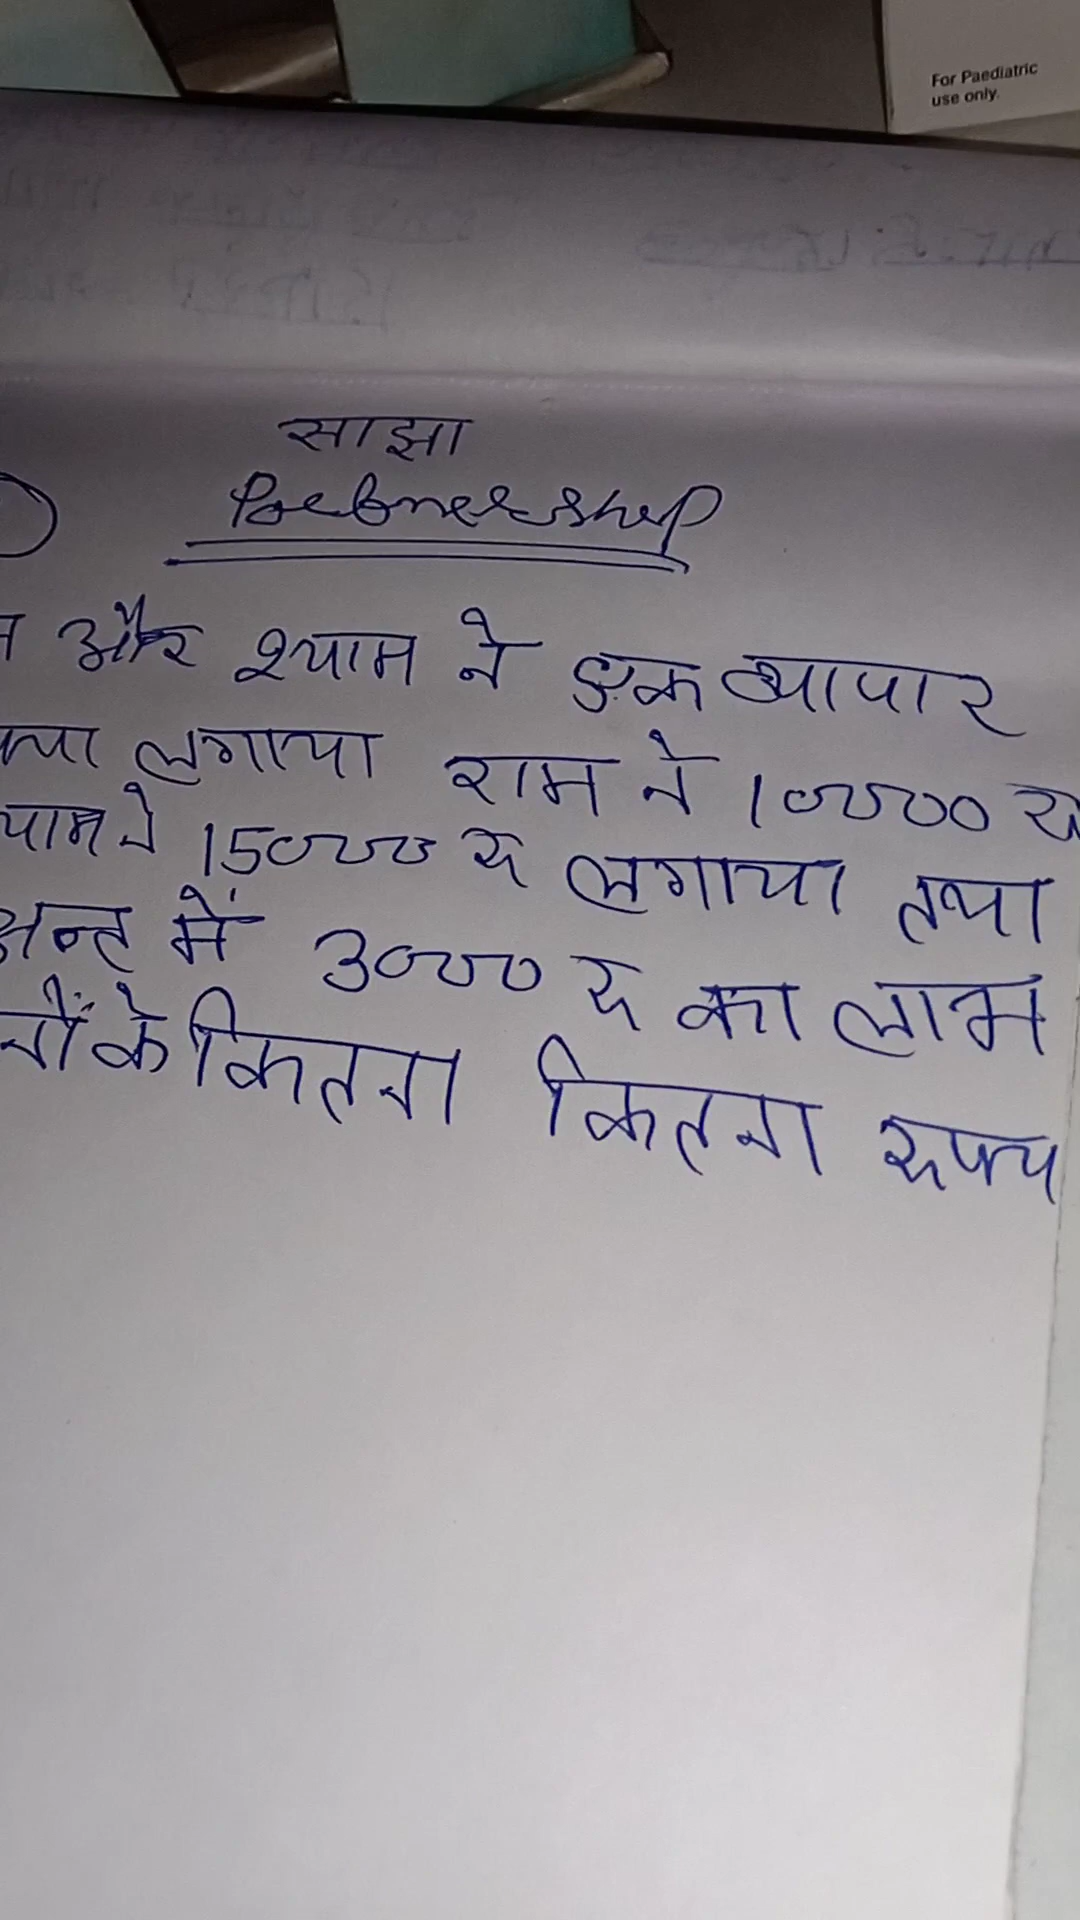 For Paediatric
use only.
साझा
Partnership
और श्याम ने एक व्यापार
लगाया राम ने 10000 रु
15000 रु लगाया तथा
अन्त में 3000 रु का लाभ
के कितना कितना रूपय